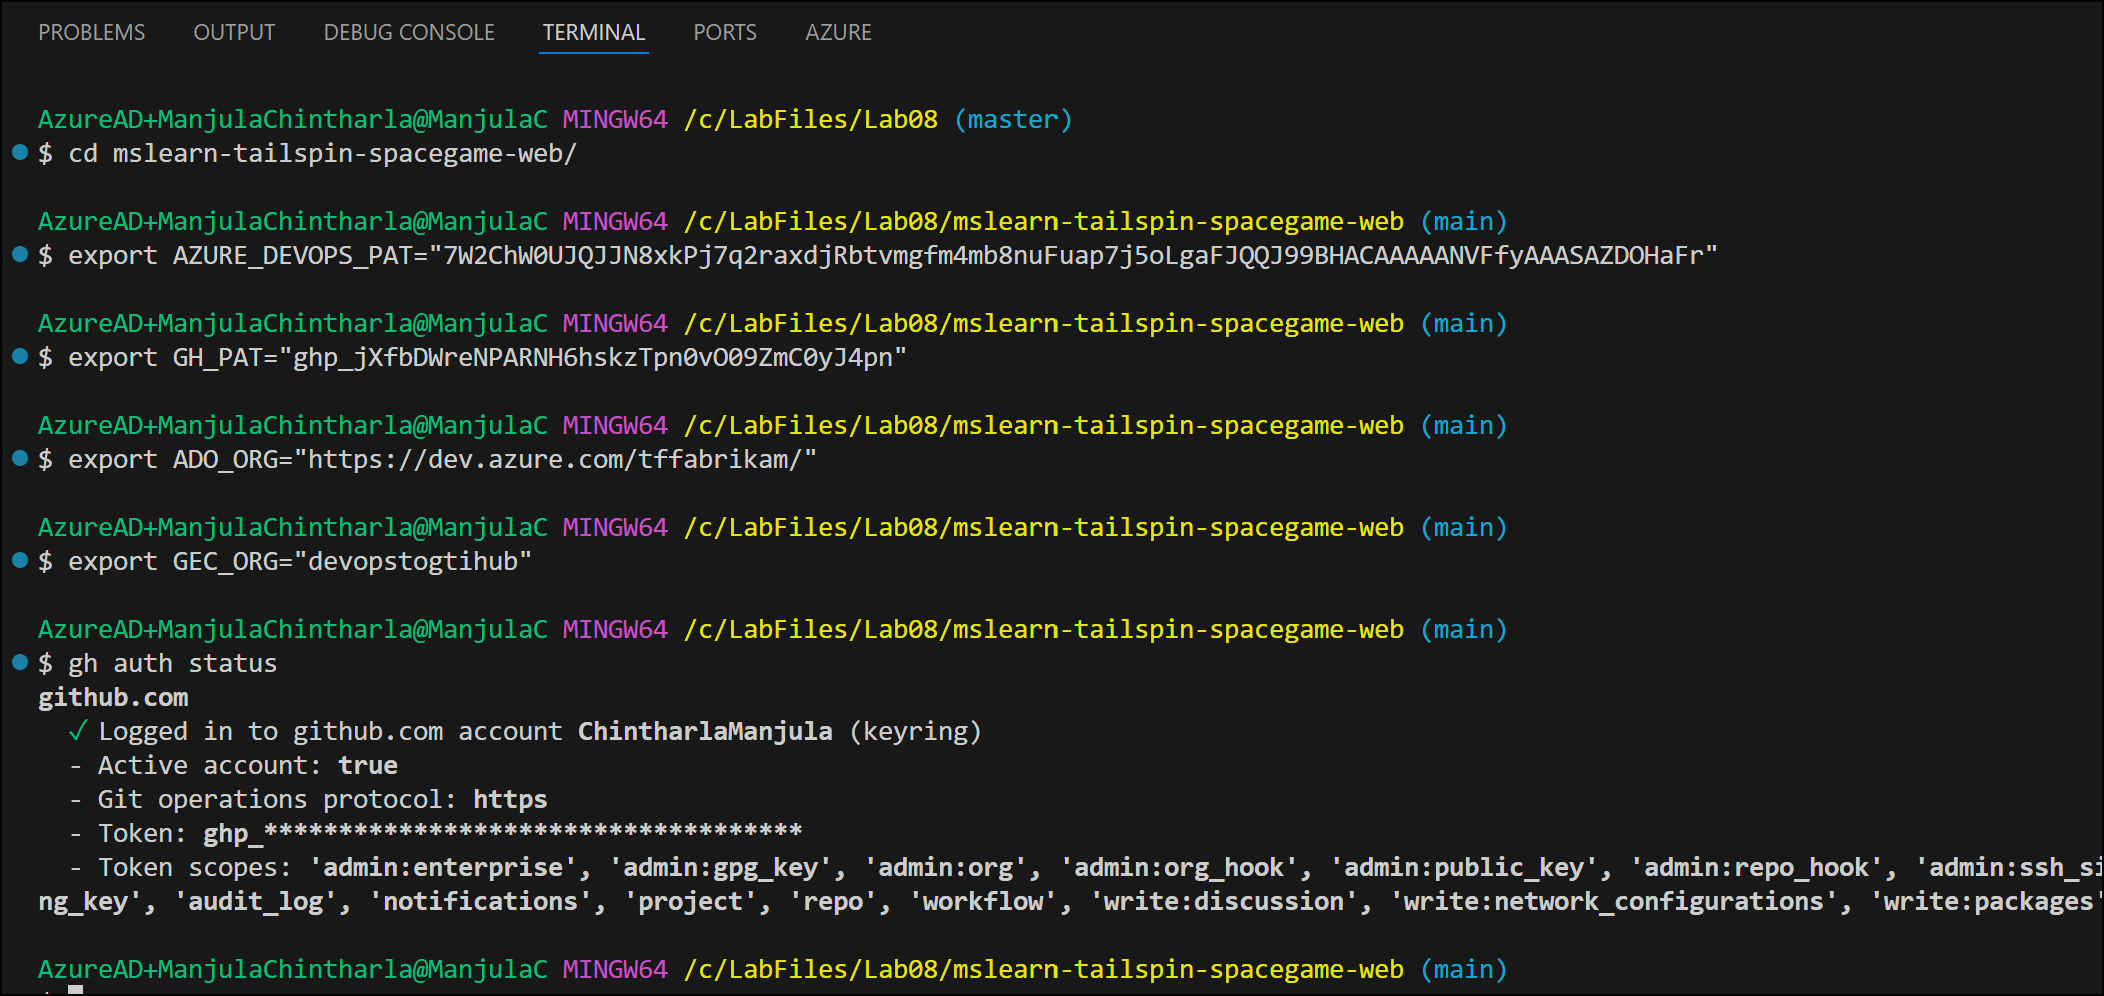 PROBLEMS OUTPUT DEBUG CONSOLE TERMINAL PORTS AZURE
AzureAD+ManjulaChintharla@ManjulaC MINGW64 /c/LabFiles/Lab08 (master)
$ cd mslearn-tailspin-spacegame-web/
AzureAD+ManjulaChintharla@ManjulaC MINGW64 /c/LabFiles/Lab08/mslearn-tailspin-spacegame-web (main)
$ export AZURE_DEVOPS_PAT="7W2ChW0UJQJJN8xkPj7q2raxdjRbtvmgfm4mb8nuFuap7j5oLgaFJQQJ99BHACAAAAANVFfyAAASAZDOHaFr"
AzureAD+ManjulaChintharla@ManjulaC MINGW64 /c/LabFiles/Lab08/mslearn-tailspin-spacegame-web (main)
$ export GH_PAT="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"
AzureAD+ManjulaChintharla@ManjulaC MINGW64 /c/LabFiles/Lab08/mslearn-tailspin-spacegame-web (main)
$ export ADO_ORG="https://dev.azure.com/tffabrikam/"
AzureAD+ManjulaChintharla@ManjulaC MINGW64 /c/LabFiles/Lab08/mslearn-tailspin-spacegame-web (main)
$ export GEC_ORG="devopstogtihub"
AzureAD+ManjulaChintharla@ManjulaC MINGW64 /c/LabFiles/Lab08/mslearn-tailspin-spacegame-web (main)
$ gh auth status
github.com
✓ Logged in to github.com account ChintharlaManjula (keyring)
- Active account: true
- Git operations protocol: https
- Token: ghp_************************************
- Token scopes: 'admin:enterprise', 'admin:gpg_key', 'admin:org', 'admin:org_hook', 'admin:public_key', 'admin:repo_hook', 'admin:ssh_si
ng_key', 'audit_log', 'notifications', 'project', 'repo', 'workflow', 'write:discussion', 'write:network_configurations', 'write:packages'
AzureAD+ManjulaChintharla@ManjulaC MINGW64 /c/LabFiles/Lab08/mslearn-tailspin-spacegame-web (main)